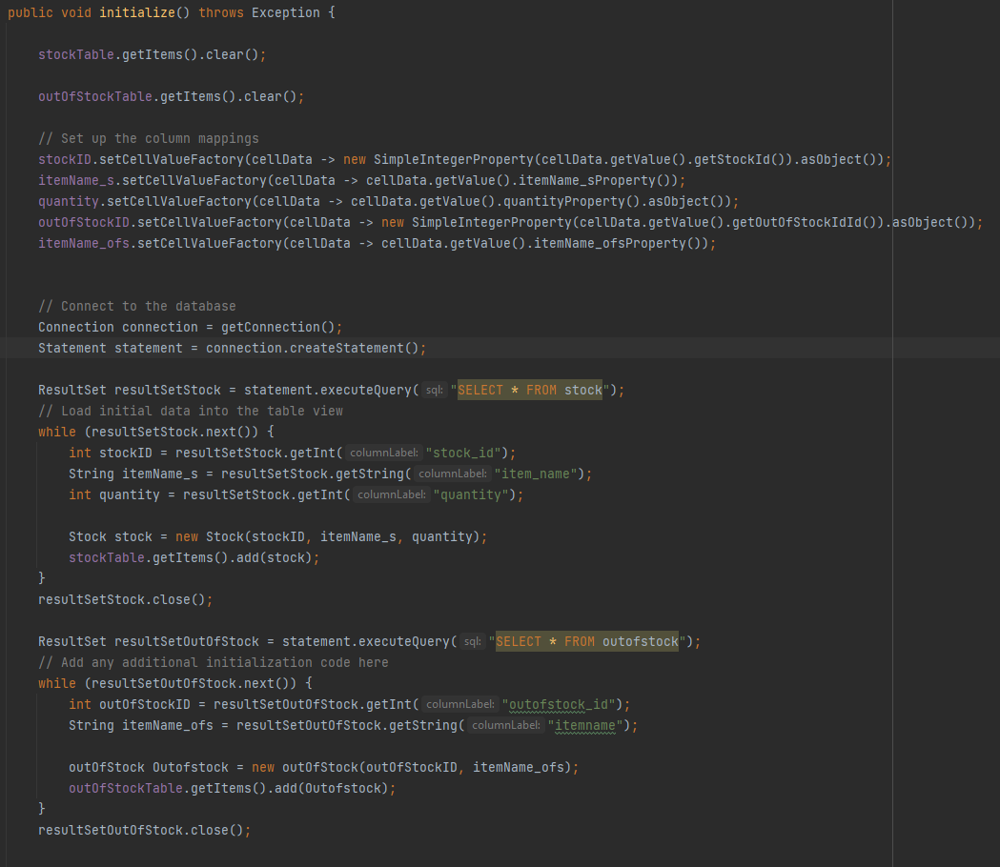 public void initialize() throws Exception {
stockTable.getItems().clear();
outOfStockTable.getItems().clear();
// Set up the column mappings
stockID.setCellValueFactory(cellData -> new SimpleIntegerProperty(cellData.getValue().getStockId()).asObject());
itemName_s.setCellValueFactory(cellData -> cellData.getValue().itemName_sProperty());
quantity.setCellValueFactory(cellData -> cellData.getValue().quantityProperty().asObject());
outOfStockID.setCellValueFactory(cellData -> new SimpleIntegerProperty(cellData.getValue().getOutOfStockIdId()).asObject());
itemName_ofs.setCellValueFactory(cellData -> cellData.getValue().itemName_ofsProperty());
// Connect to the database
Connection connection = getConnection();
Statement statement = connection.createStatement();
ResultSet resultSetStock = statement.executeQuery( sql: "SELECT * FROM stock");
// Load initial data into the table view
while (resultSetStock.next()) {
int stockID = resultSetStock.getInt( columnLabel: "stock_id");
String itemName_s = resultSetStock.getString( columnLabel: "item_name");
int quantity = resultSetStock.getInt( columnLabel: "quantity");
Stock stock = new Stock(stockID, itemName_s, quantity);
stockTable.getItems().add(stock);
}
resultSetStock.close();
ResultSet resultSetOutOfStock = statement.executeQuery( sql: "SELECT * FROM outofstock");
// Add any additional initialization code here
while (resultSetOutOfStock.next()) {
int outOfStockID = resultSetOutOfStock.getInt( columnLabel: "outofstock_id");
String itemName_ofs = resultSetOutOfStock.getString( columnLabel: "itemname");
outOfStock Outofstock = new outOfStock(outOfStockID, itemName_ofs);
outOfStockTable.getItems().add(Outofstock);
}
resultSetOutOfStock.close();